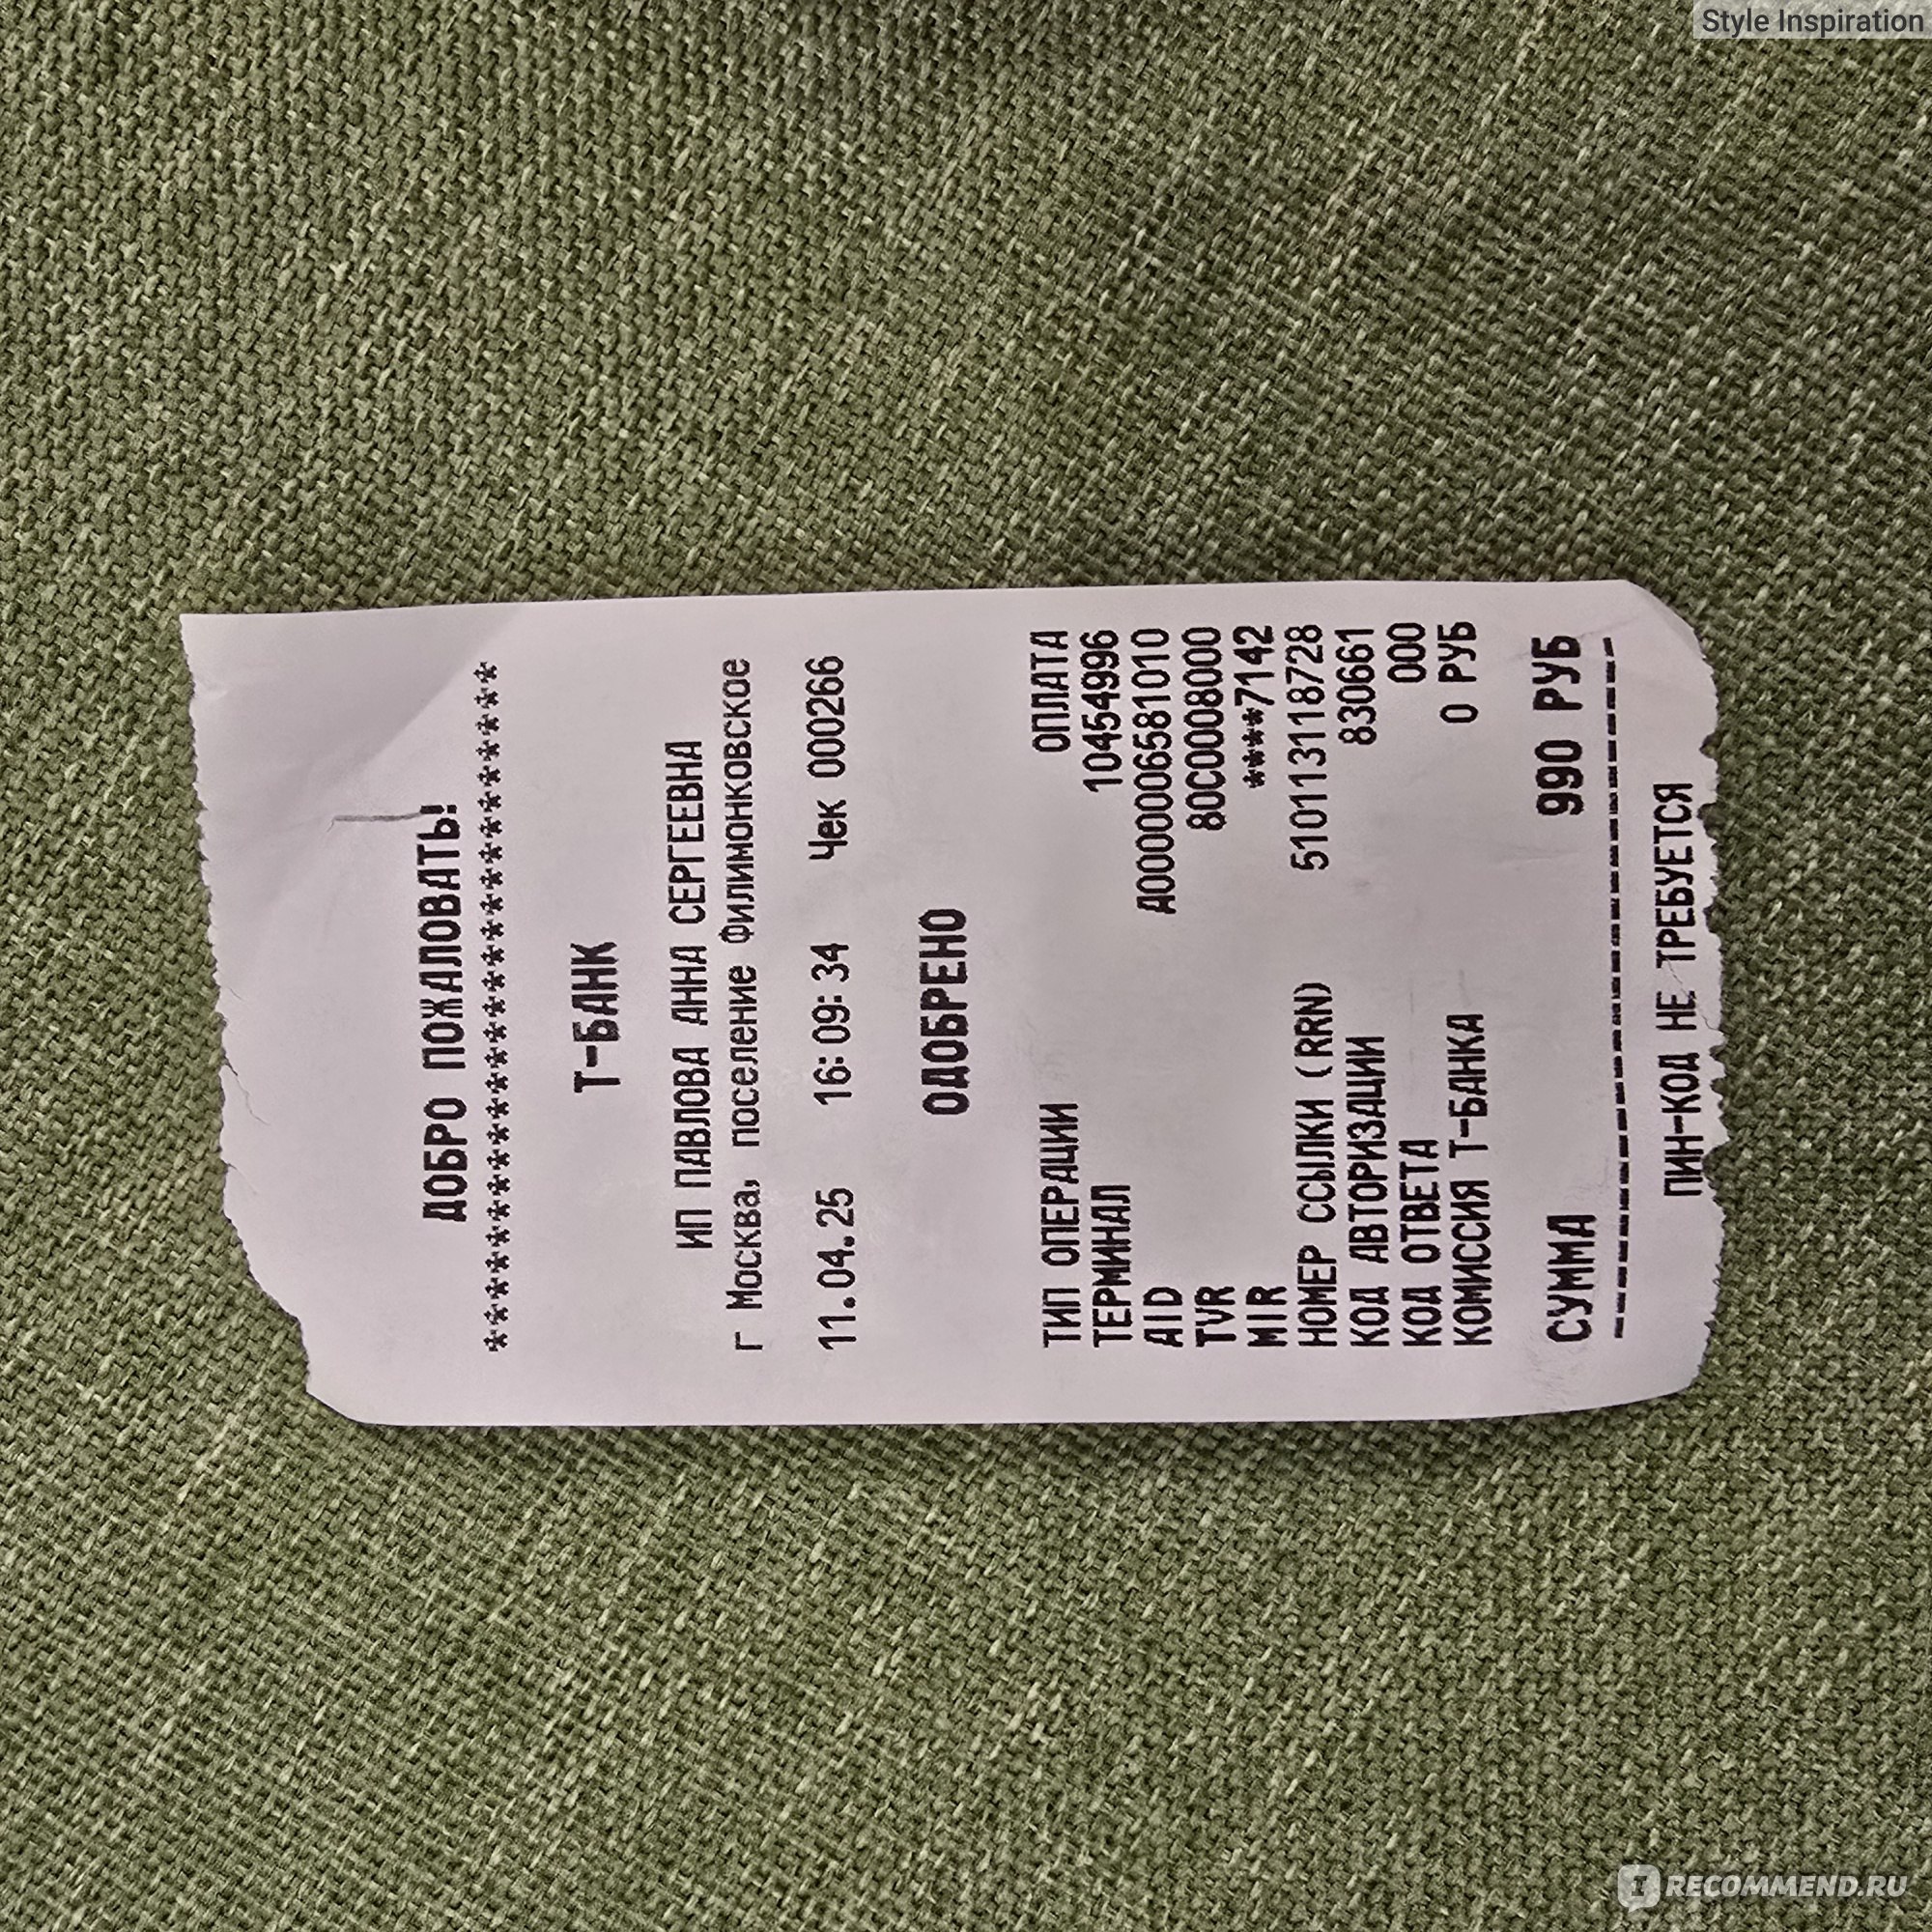 Style Inspiration
ДОБРО ПОЖАЛОВАТЬ!
****************************
Т-БАНК
ИП ПАВЛОВА АННА СЕРГЕЕВНА
г Москва, поселение Филимонковское
11.04.25 16:09:34 Чек 000266
ОДОБРЕНО
ТИП ОПЕРАЦИИ ОПЛАТА
ТЕРМИНАЛ 10454996
AID A0000006581010
TVR 80C0008000
MIR ****7142
НОМЕР ССЫЛКИ (RRN) 510113118728
КОД АВТОРИЗАЦИИ 830661
КОД ОТВЕТА 000
КОМИССИЯ Т-БАНКА 0 РУБ
СУММА 990 РУБ
--------------------------------
ПИН-КОД НЕ ТРЕБУЕТСЯ
IRECOMMEND.RU